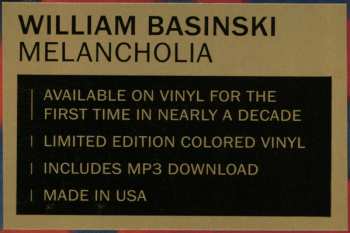 WILLIAM BASINSKI
MELANCHOLIA
AVAILABLE ON VINYL FOR THE
FIRST TIME IN NEARLY A DECADE
LIMITED EDITION COLORED VINYL
INCLUDES MP3 DOWNLOAD
MADE IN USA